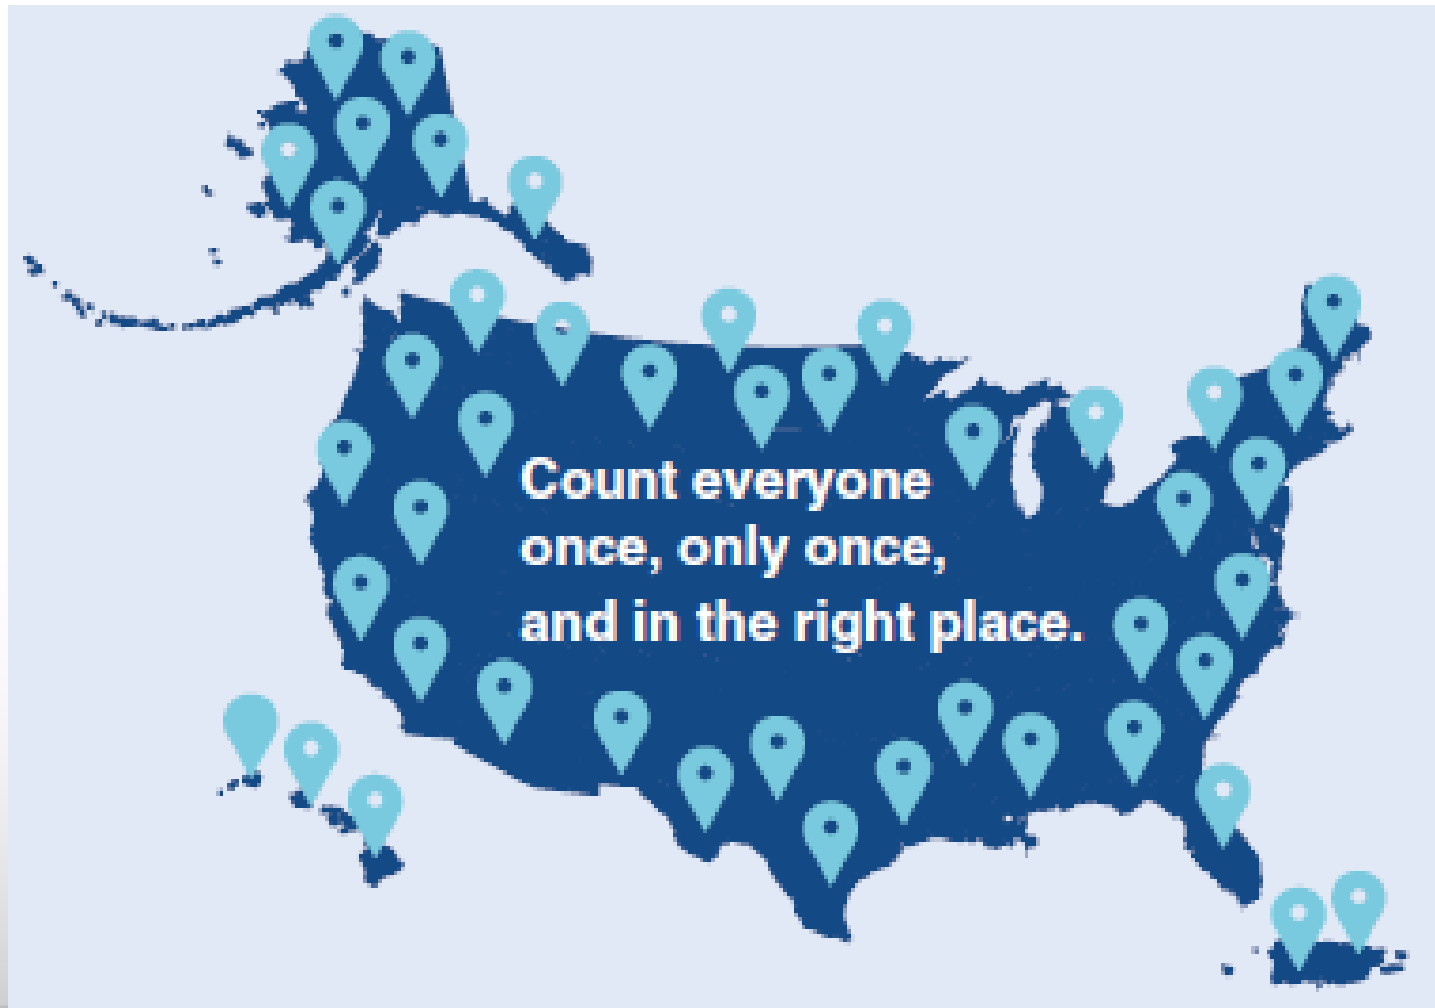 Count everyone
once, only once,
and in the right place.